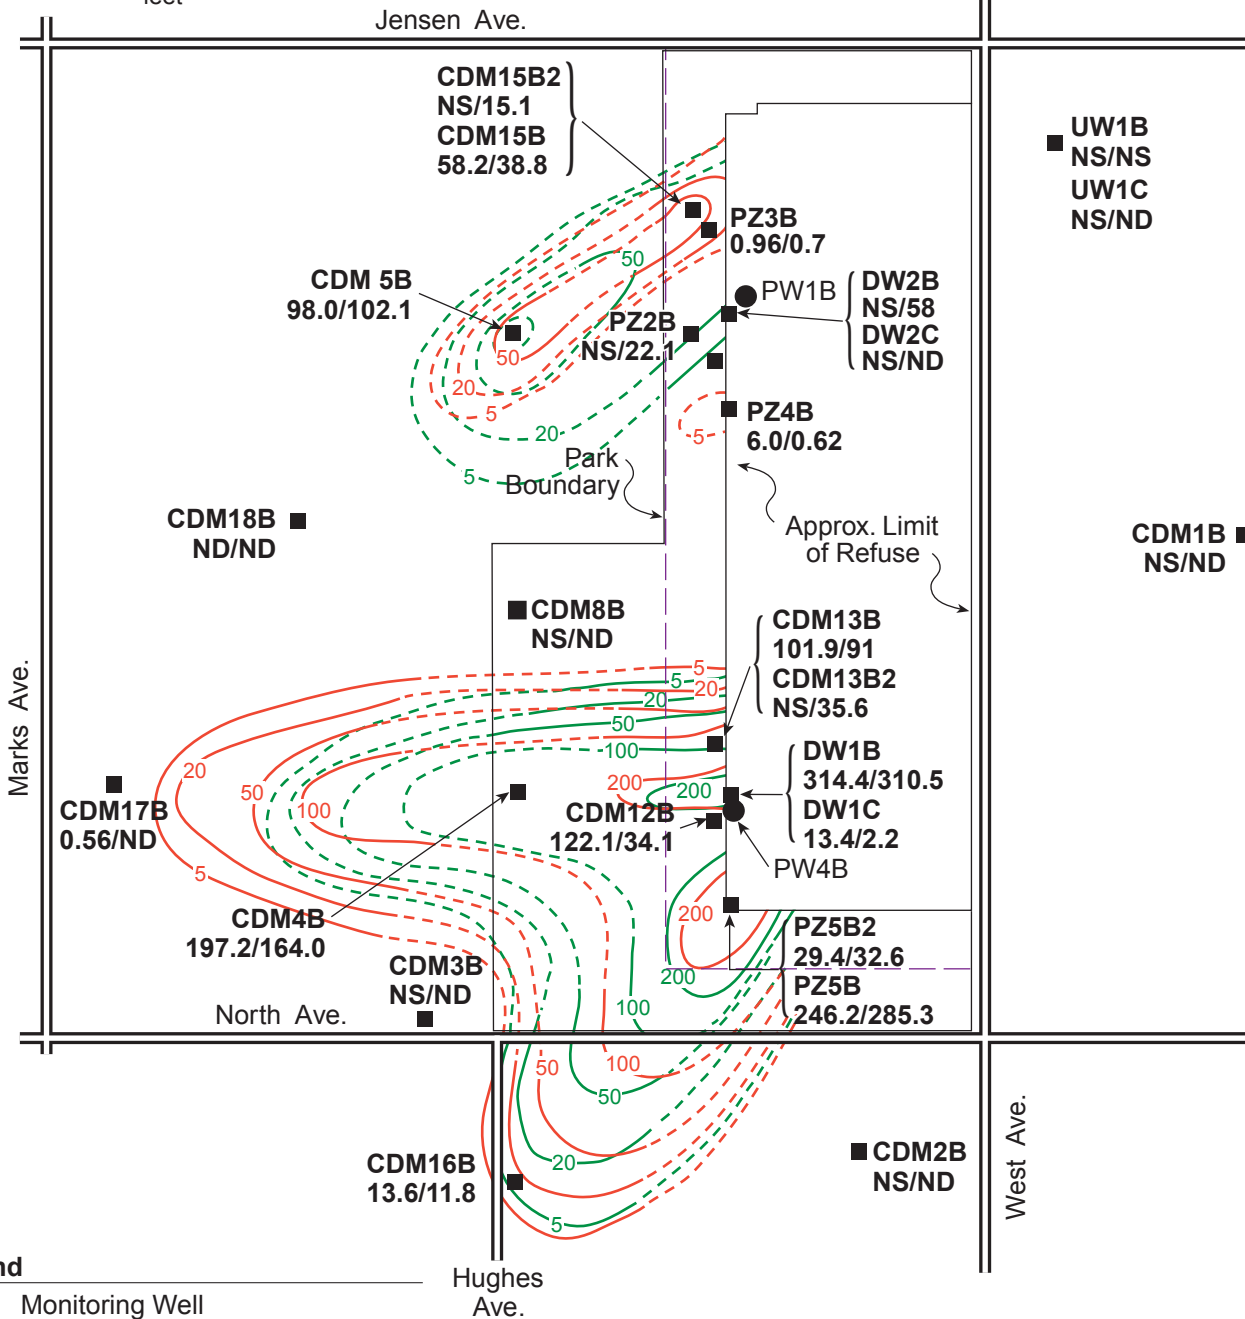 Jensen Ave.
CDM15B2
NS/15.1
CDM15B
58.2/38.8
UW1B
NS/NS
UW1C
NS/ND
PZ3B
0.96/0.7
50
CDM 5B
98.0/102.1
PW1B
DW2B
NS/58
DW2C
NS/ND
PZ2B
NS/22.1
50
20
5
PZ4B
6.0/0.62
20
5
5
Park
Boundary
CDM18B
ND/ND
Approx. Limit
of Refuse
CDM1B
NS/ND
CDM8B
NS/ND
CDM13B
101.9/91
CDM13B2
NS/35.6
5
5
20
20
50
100
Marks Ave.
20
50
100
200
200
DW1B
314.4/310.5
DW1C
13.4/2.2
CDM17B
0.56/ND
CDM12B
122.1/34.1
PW4B
5
CDM4B
197.2/164.0
200
PZ5B2
29.4/32.6
PZ5B
246.2/285.3
CDM3B
NS/ND
200
100
North Ave.
50
100
50
20
5
CDM16B
13.6/11.8
CDM2B
NS/ND
West Ave.
Hughes
Ave.
Monitoring Well